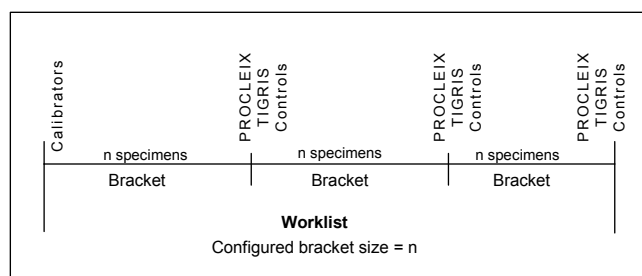 Calibrators
PROCLEIX
TIGRIS
Controls
PROCLEIX
TIGRIS
Controls
PROCLEIX
TIGRIS
Controls
n specimens
n specimens
n specimens
Bracket
Bracket
Bracket
Worklist
Configured bracket size = n